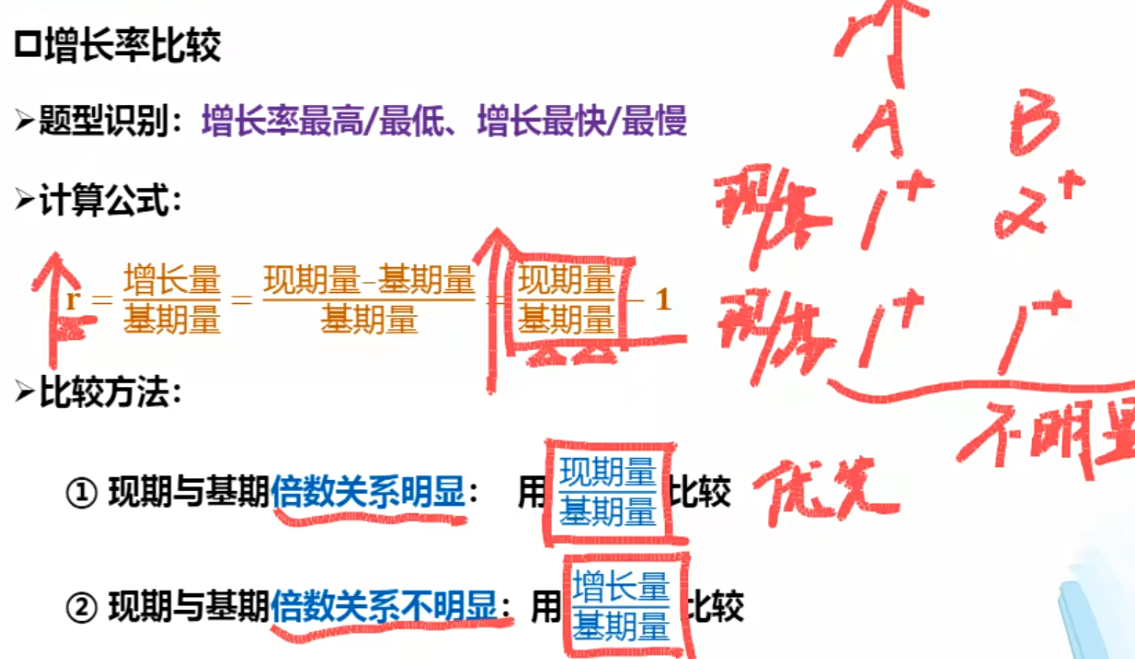 增长率比较
r
A B
题型识别：增长率最高/最低、增长最快/最慢
现/基 1+ 2+
计算公式：
r = 增长量/基期量 = 现期量-基期量/基期量 = 现期量/基期量 - 1
现/基 1+ 1+
比较方法：
不明显
① 现期与基期倍数关系明显： 用 现期量/基期量 比较 优先
② 现期与基期倍数关系不明显：用 增长量/基期量 比较